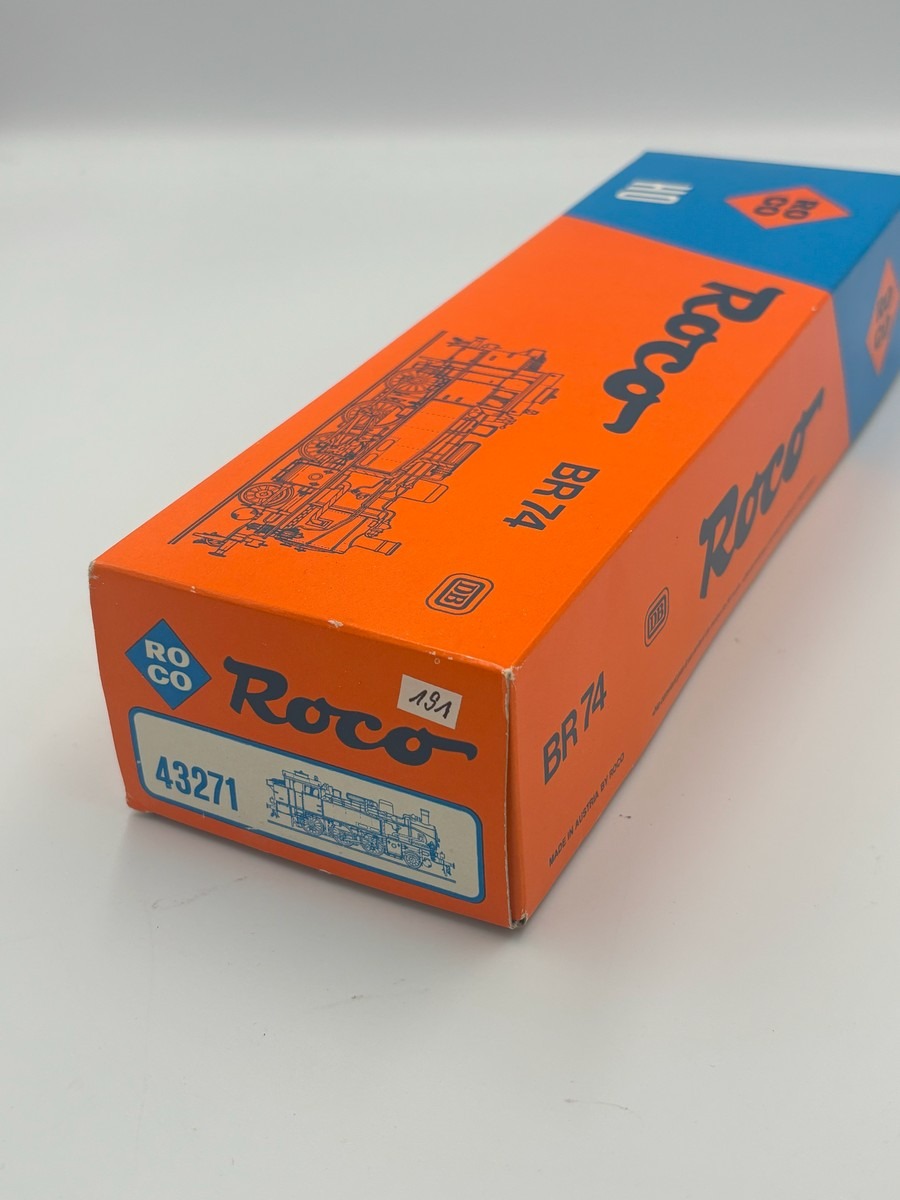 HO
RO
CO
Roco
BR 74
DB
RO
CO
Roco
191
43271
Roco
DB
BR 74
MADE IN AUSTRIA BY ROCO
RO
CO